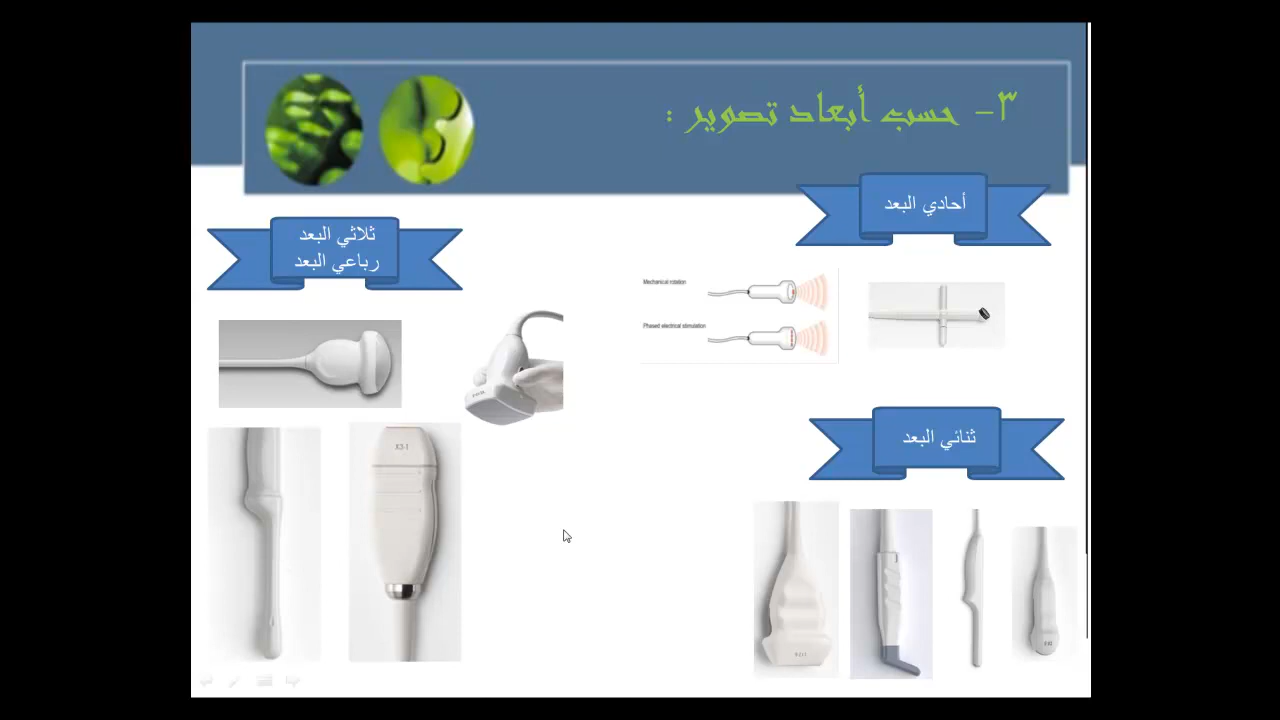 ٣- حسب أبعاد تصوير :
أحادي البعد
ثلاثي البعد
رباعي البعد
Mechanical rotation
Phased electrical stimulation
ثنائي البعد
X3-1